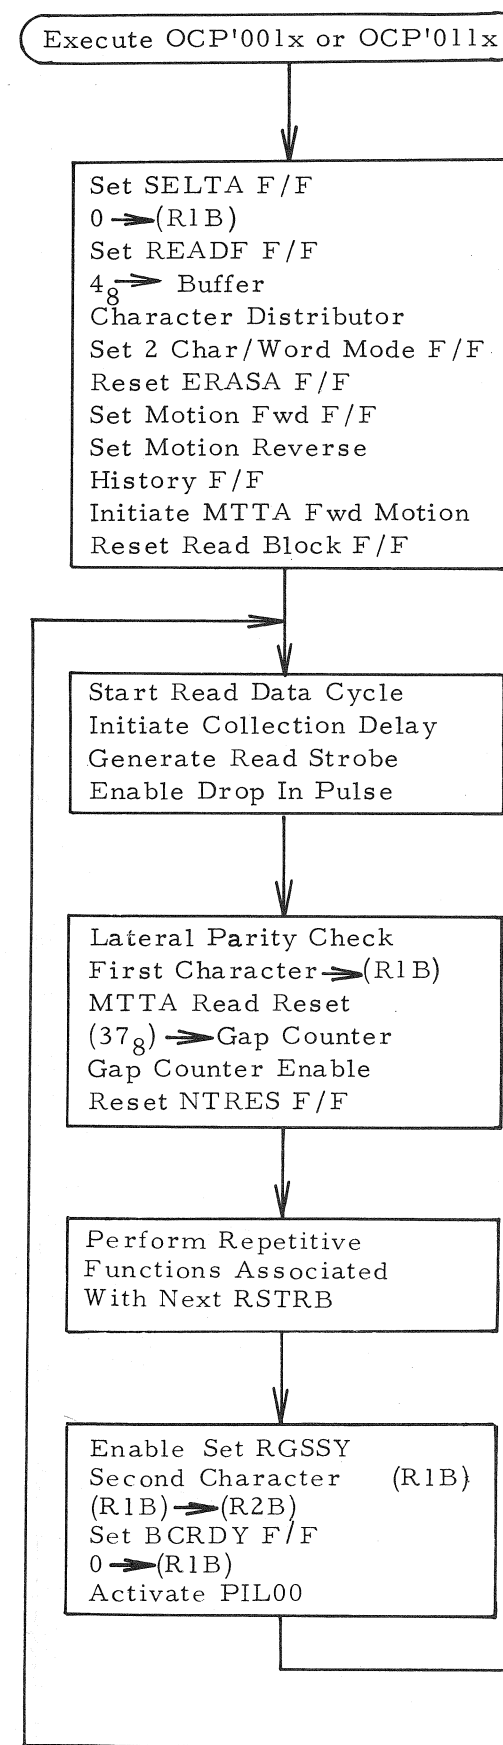 Execute OCP'001x or OCP'011x
Set SELTA F/F
0 → (R1B)
Set READF F/F
4₈ → Buffer
Character Distributor
Set 2 Char/Word Mode F/F
Reset ERASA F/F
Set Motion Fwd F/F
Set Motion Reverse
History F/F
Initiate MTTA Fwd Motion
Reset Read Block F/F
Start Read Data Cycle
Initiate Collection Delay
Generate Read Strobe
Enable Drop In Pulse
Lateral Parity Check
First Character → (R1B)
MTTA Read Reset
(37₈) → Gap Counter
Gap Counter Enable
Reset NTRES F/F
Perform Repetitive
Functions Associated
With Next RSTRB
Enable Set RGSSY
Second Character (R1B)
(R1B) → (R2B)
Set BCRDY F/F
0 → (R1B)
Activate PIL00